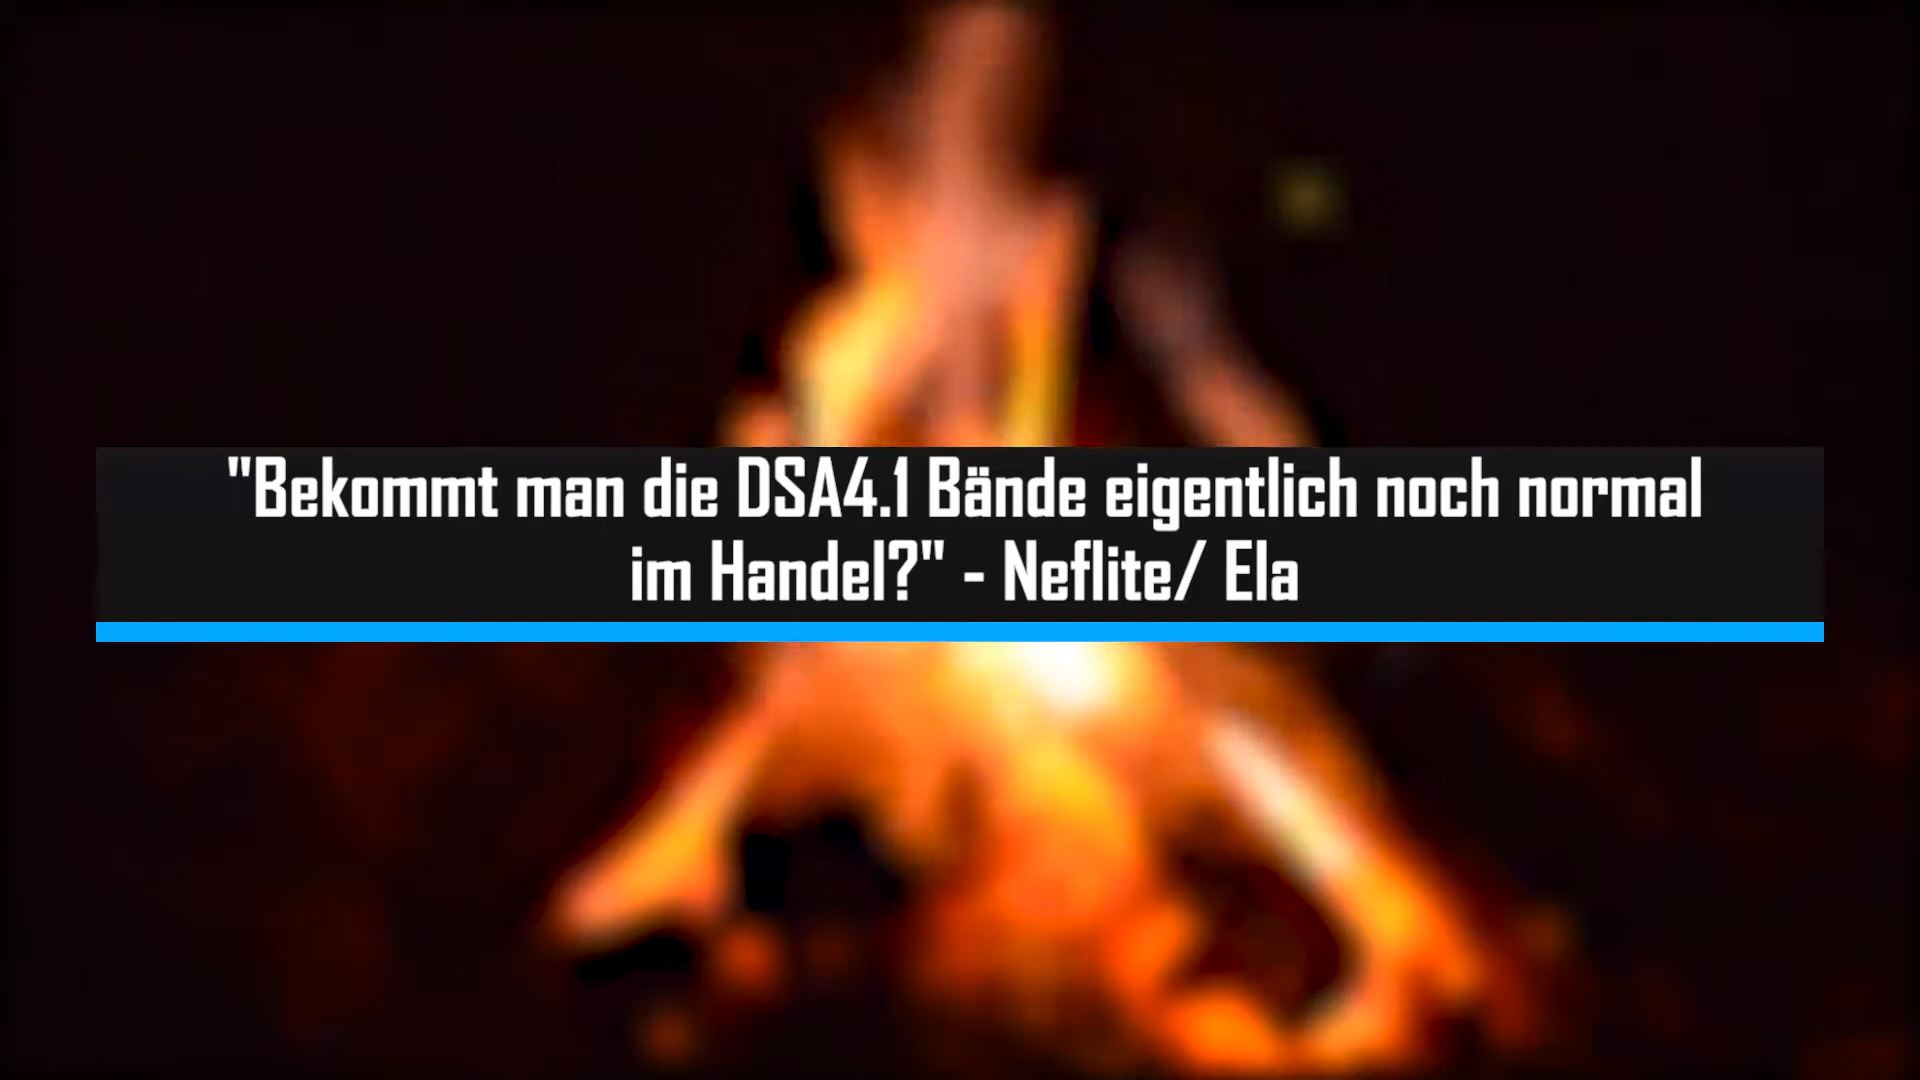 "Bekommt man die DSA4.1 Bände eigentlich noch normal
im Handel?" - Neflite/ Ela